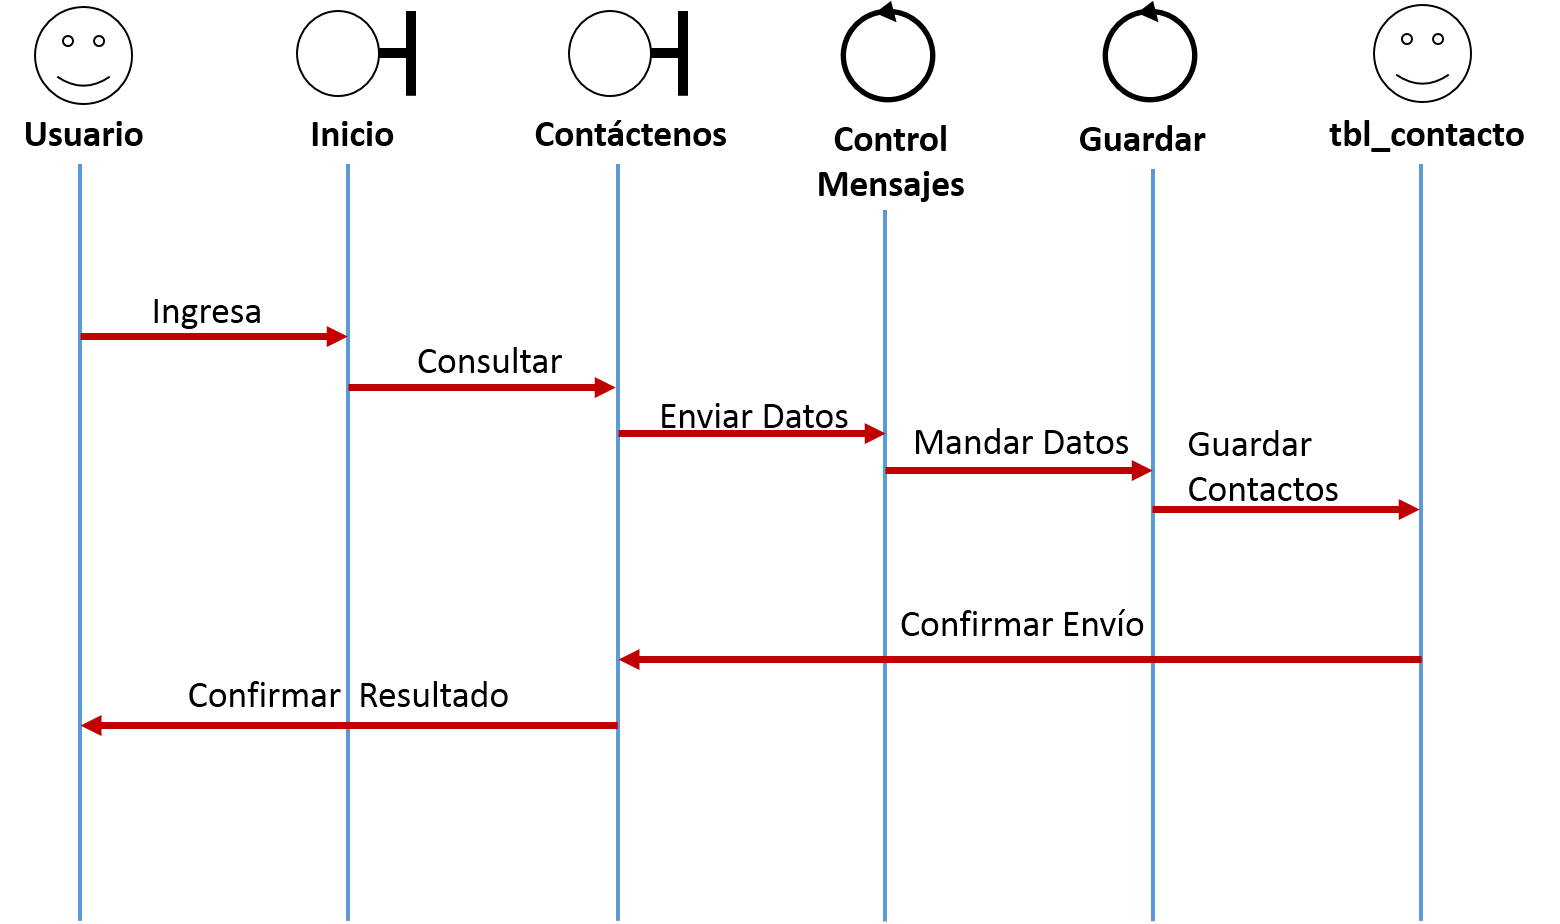 Usuario
Inicio
Contáctenos
Control
Mensajes
Guardar
tbl_contacto
Ingresa
Consultar
Enviar Datos
Mandar Datos
Guardar
Contactos
Confirmar Envío
Confirmar Resultado